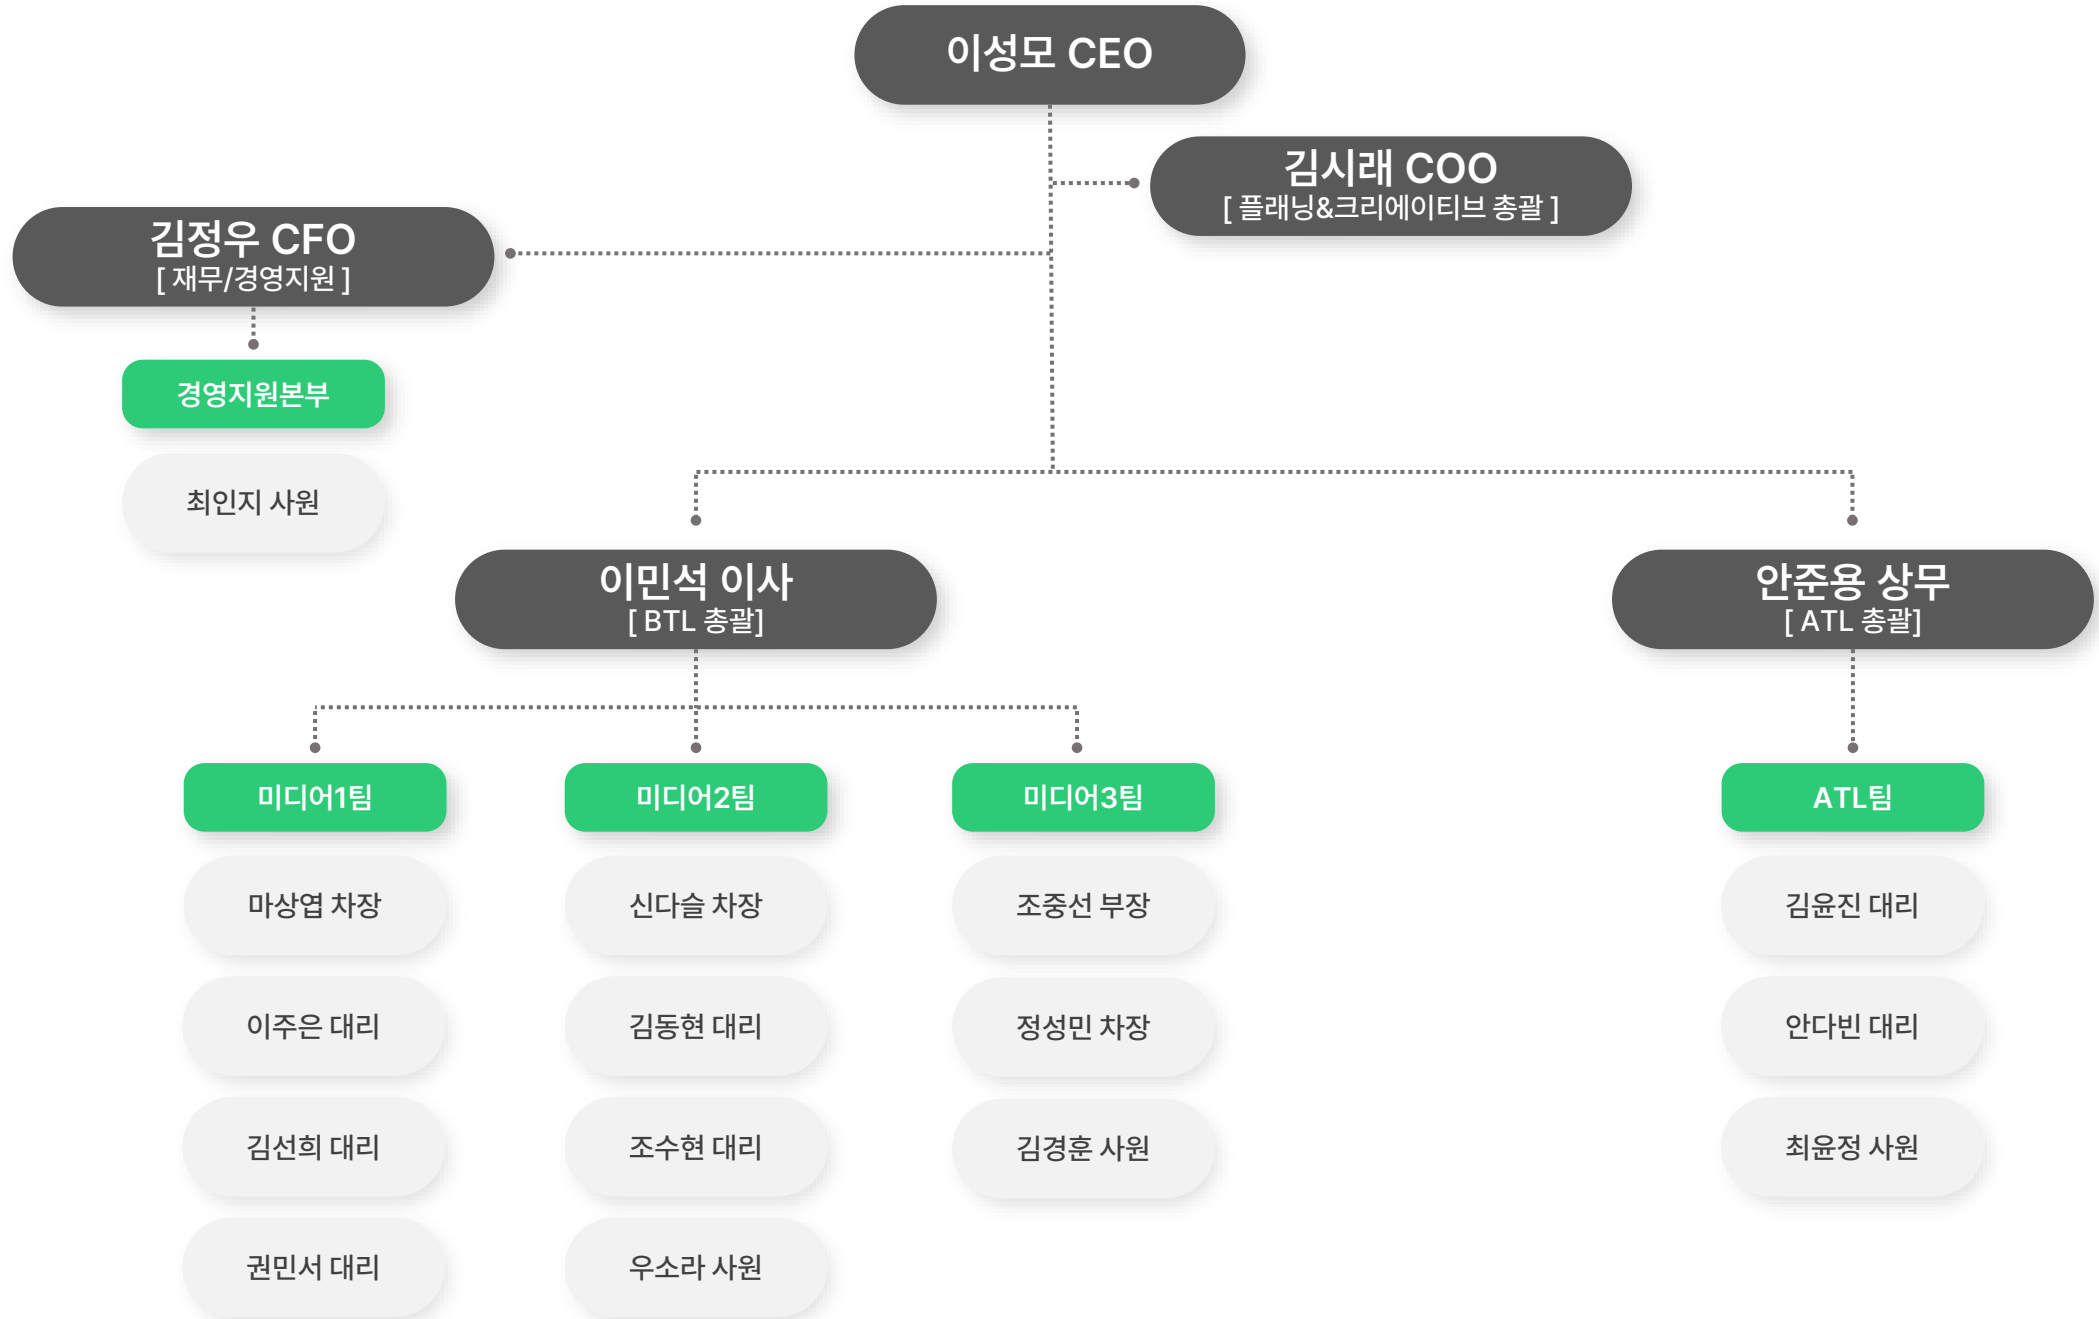 이성모 CEO
김시래 COO
[ 플래닝&크리에이티브 총괄 ]
김정우 CFO
[ 재무/경영지원 ]
경영지원본부
최인지 사원
이민석 이사
[ BTL 총괄]
안준용 상무
[ ATL 총괄]
미디어1팀
마상엽 차장
이주은 대리
김선희 대리
권민서 대리
미디어2팀
신다슬 차장
김동현 대리
조수현 대리
우소라 사원
미디어3팀
조중선 부장
정성민 차장
김경훈 사원
ATL팀
김윤진 대리
안다빈 대리
최윤정 사원